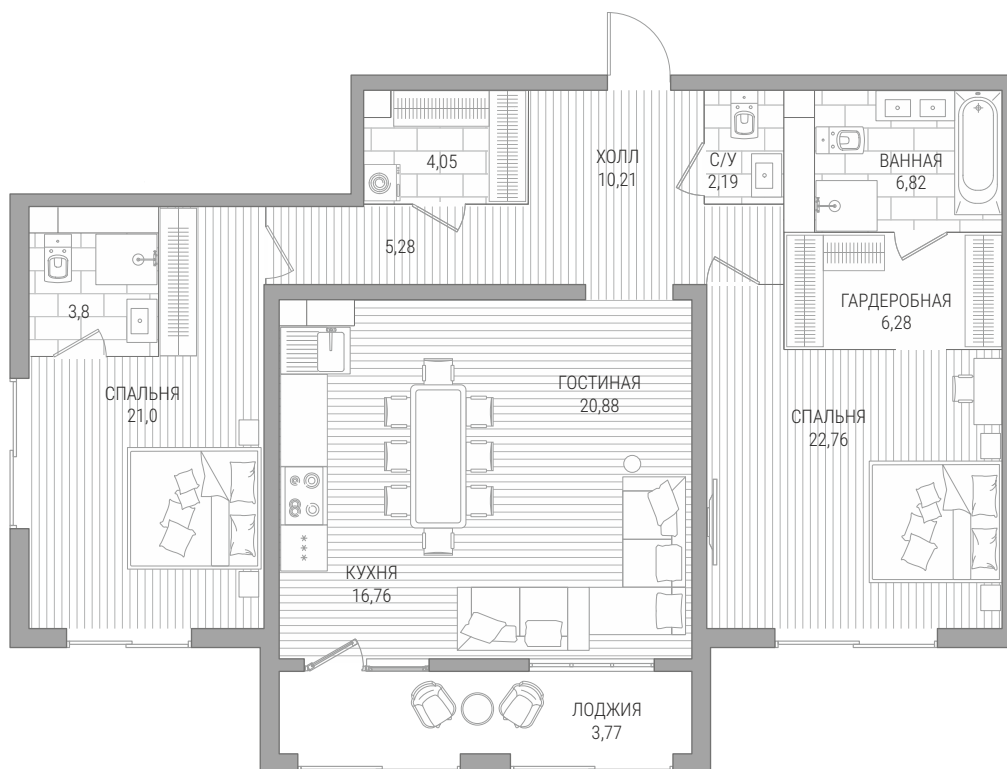 4,05
ХОЛЛ
10,21
С/У
2,19
ВАННАЯ
6,82
5,28
3,8
ГАРДЕРОБНАЯ
6,28
СПАЛЬНЯ
21,0
ГОСТИНАЯ
20,88
СПАЛЬНЯ
22,76
КУХНЯ
16,76
ЛОДЖИЯ
3,77